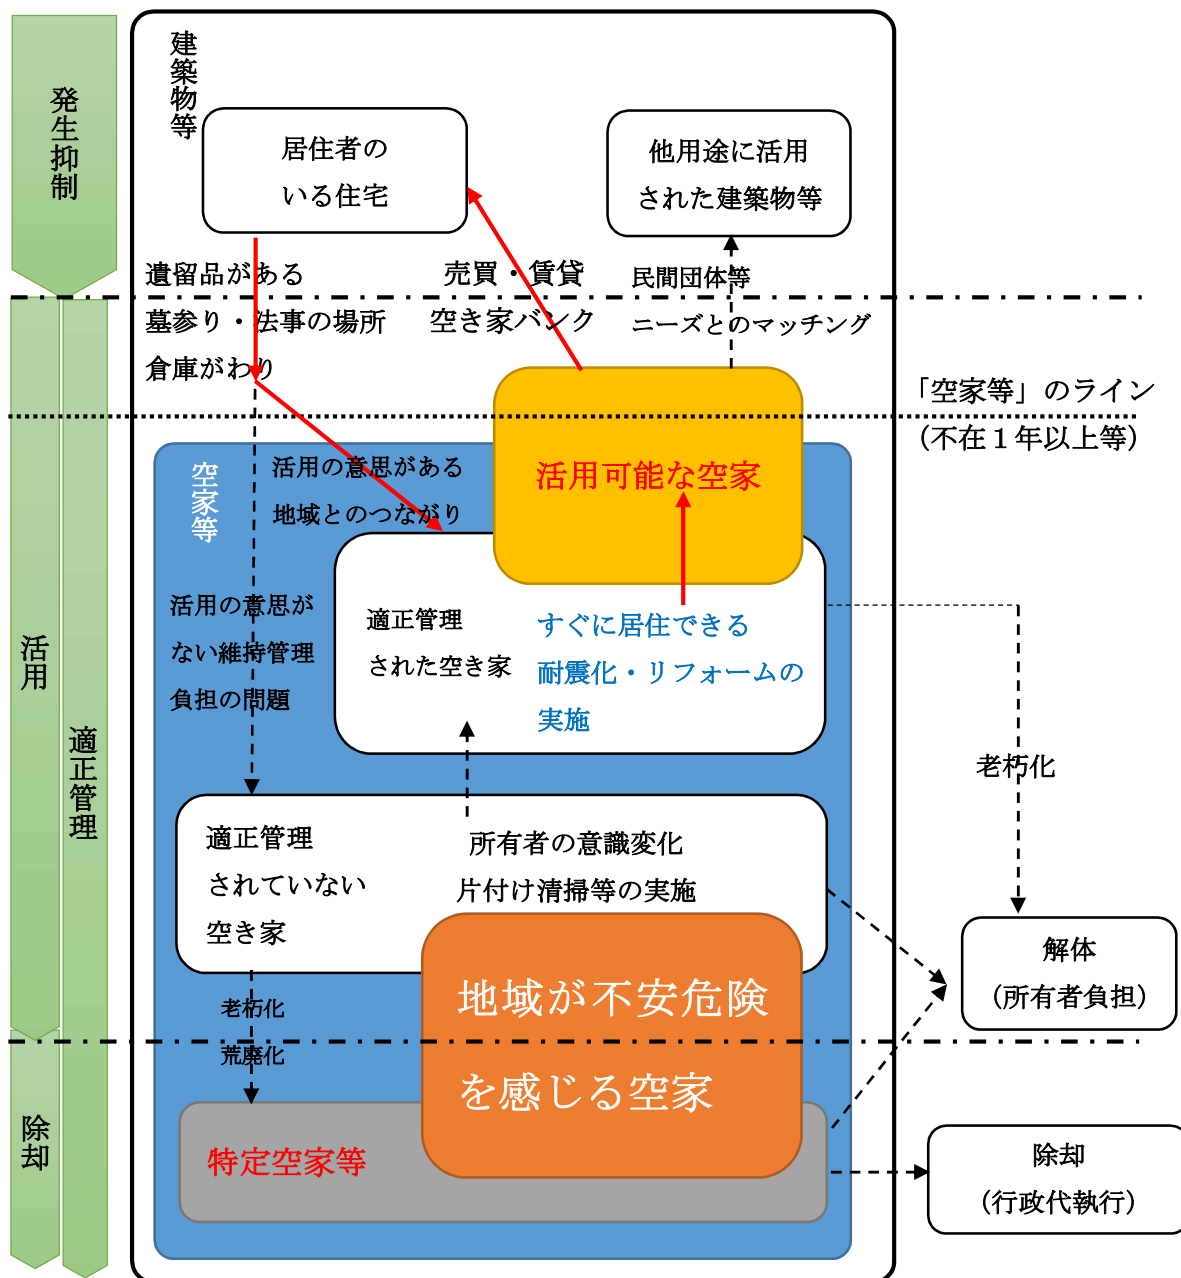 発生抑制
建築物等
居住者の
いる住宅
他用途に活用
された建築物等
遺留品がある
墓参り・法事の場所
倉庫がわり
売買・賃貸
空き家バンク
民間団体等
ニーズとのマッチング
「空家等」のライン
（不在１年以上等）
空家等
活用の意思がある
地域とのつながり
活用可能な空家
活用
適正管理
活用の意思が
ない維持管理
負担の問題
適正管理
された空き家
すぐに居住できる
耐震化・リフォームの
実施
老朽化
適正管理
されていない
空き家
所有者の意識変化
片付け清掃等の実施
地域が不安危険
を感じる空家
解体
（所有者負担）
老朽化
荒廃化
除却
特定空家等
除却
（行政代執行）